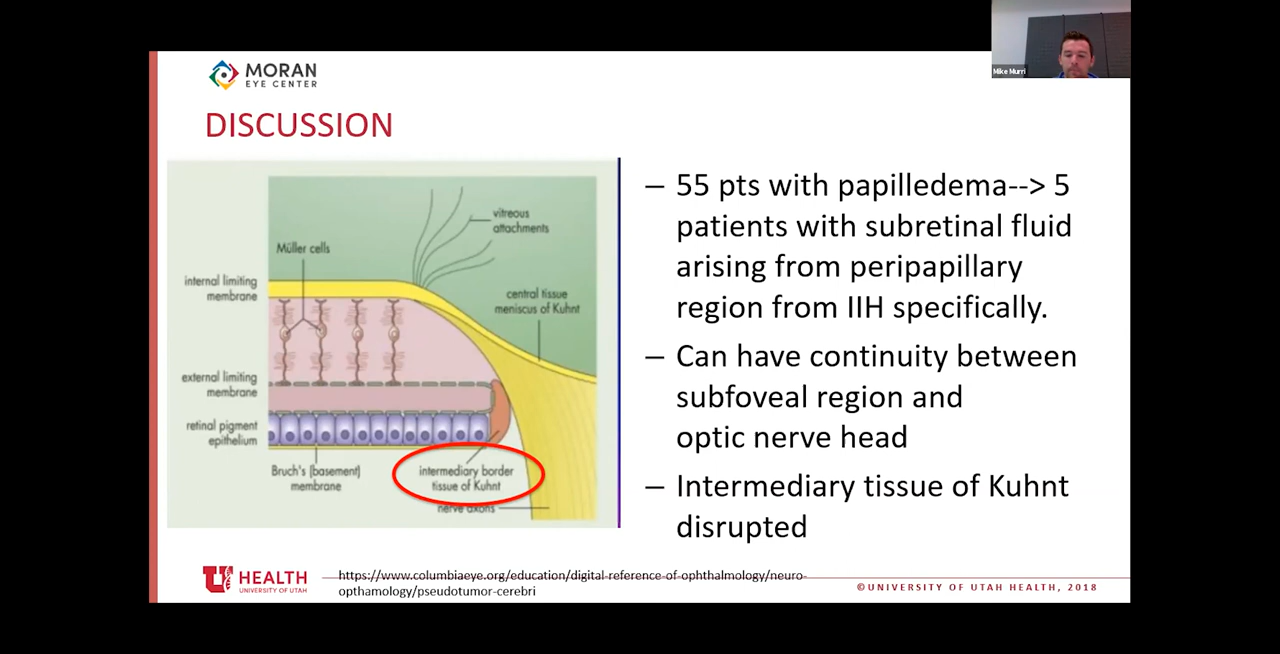 Mike Murri
MORAN
EYE CENTER
DISCUSSION
vitreous
attachments
Müller cells
internal limiting
membrane
central tissue
meniscus of Kuhnt
external limiting
membrane
retinal pigment
epithelium
Bruch's (basement)
membrane
intermediary border
tissue of Kuhnt
nerve axons
– 55 pts with papilledema--> 5
patients with subretinal fluid
arising from peripapillary
region from IIH specifically.
– Can have continuity between
subfoveal region and
optic nerve head
– Intermediary tissue of Kuhnt
disrupted
U HEALTH
UNIVERSITY OF UTAH
https://www.columbiaeye.org/education/digital-reference-of-ophthalmology/neuro-
opthamology/pseudotumor-cerebri
©UNIVERSITY OF UTAH HEALTH, 2018